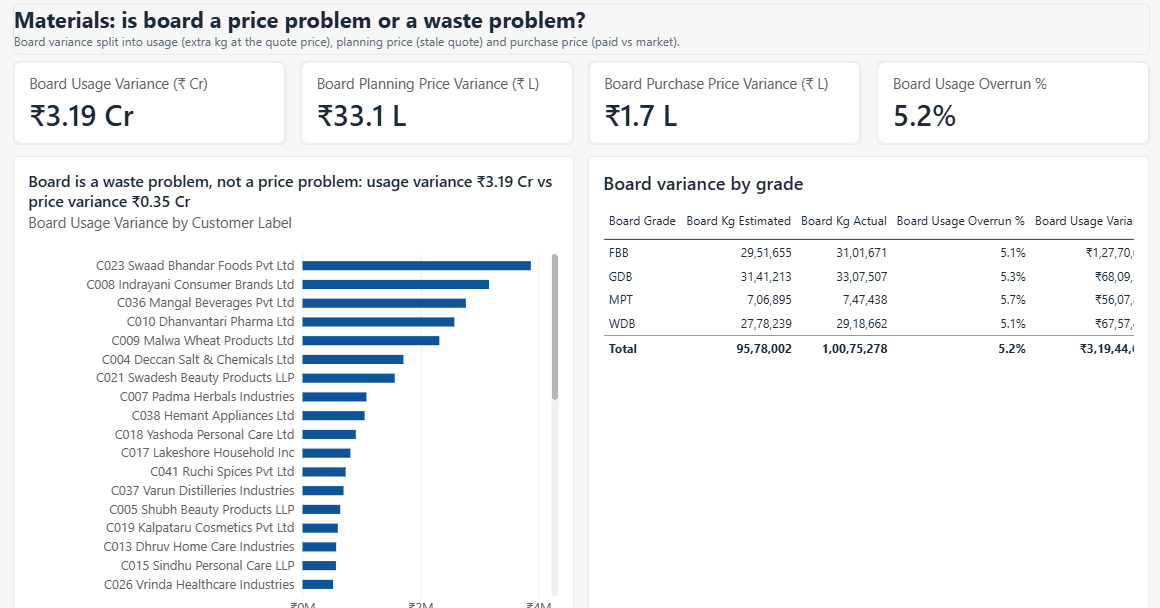 Materials: is board a price problem or a waste problem?
Board variance split into usage (extra kg at the quote price), planning price (stale quote) and purchase price (paid vs market).
Board Usage Variance (₹ Cr)
₹3.19 Cr
Board Planning Price Variance (₹ L)
₹33.1 L
Board Purchase Price Variance (₹ L)
₹1.7 L
Board Usage Overrun %
5.2%
Board is a waste problem, not a price problem: usage variance ₹3.19 Cr vs
price variance ₹0.35 Cr
Board Usage Variance by Customer Label
C023 Swaad Bhandar Foods Pvt Ltd
C008 Indrayani Consumer Brands Ltd
C036 Mangal Beverages Pvt Ltd
C010 Dhanvantari Pharma Ltd
C009 Malwa Wheat Products Ltd
C004 Deccan Salt & Chemicals Ltd
C021 Swadesh Beauty Products LLP
C007 Padma Herbals Industries
C038 Hemant Appliances Ltd
C018 Yashoda Personal Care Ltd
C017 Lakeshore Household Inc
C041 Ruchi Spices Pvt Ltd
C037 Varun Distilleries Industries
C005 Shubh Beauty Products LLP
C019 Kalpataru Cosmetics Pvt Ltd
C013 Dhruv Home Care Industries
C015 Sindhu Personal Care LLP
C026 Vrinda Healthcare Industries
₹0M ₹2M ₹4M
Board variance by grade
Board Grade Board Kg Estimated Board Kg Actual Board Usage Overrun % Board Usage
FBB 29,51,655 31,01,671 5.1%
GDB 31,41,213 33,07,507 5.3%
MPT 7,06,895 7,47,438 5.7%
WDB 27,78,239 29,18,662 5.1%
Total 95,78,002 1,00,75,278 5.2%